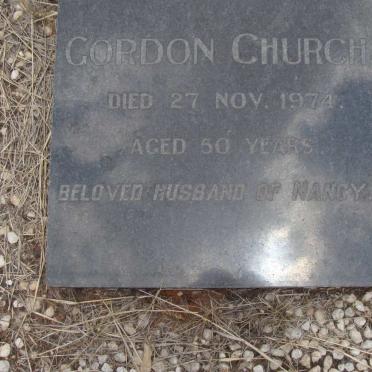 GORDON CHURCH
DIED 27 NOV. 1974.
AGED 50 YEARS.
BELOVED HUSBAND OF NANCY.